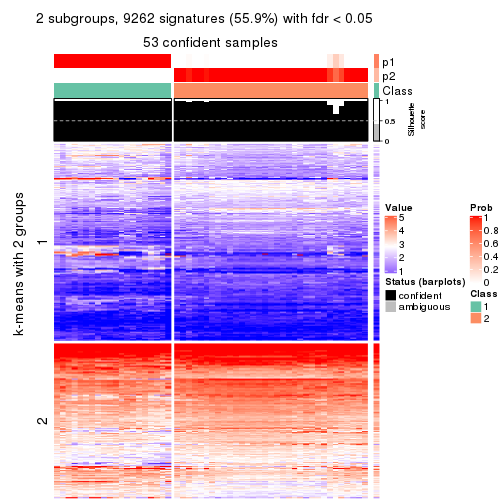 2 subgroups, 9262 signatures (55.9%) with fdr < 0.05
53 confident samples
p1
p2
Class
1
0.5
0
Silhouette
score
k-means with 2 groups
1
2
Value
5
4
3
2
1
Status (barplots)
confident
ambiguous
Prob
1
0.8
0.6
0.4
0.2
0
Class
1
2